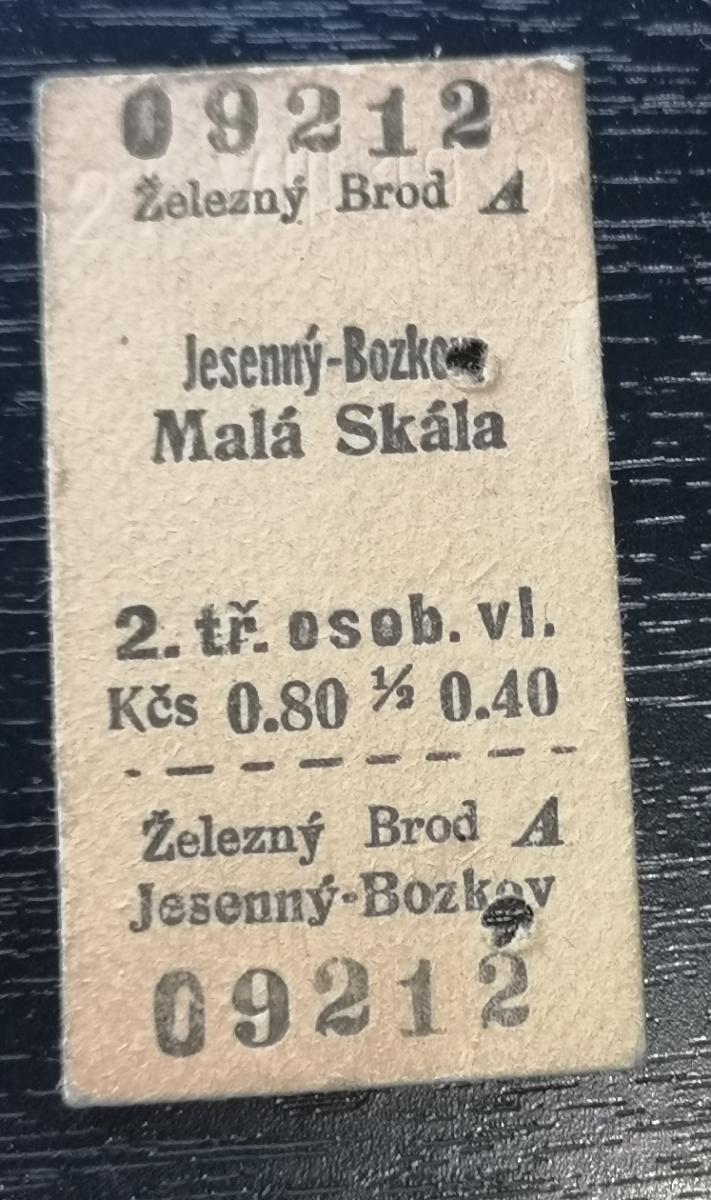 09212
Železný Brod A
Jesenný-Bozkov
Malá Skála
2. tř. osob. vl.
Kčs 0.80 ½ 0.40
Železný Brod A
Jesenný-Bozkov
09212